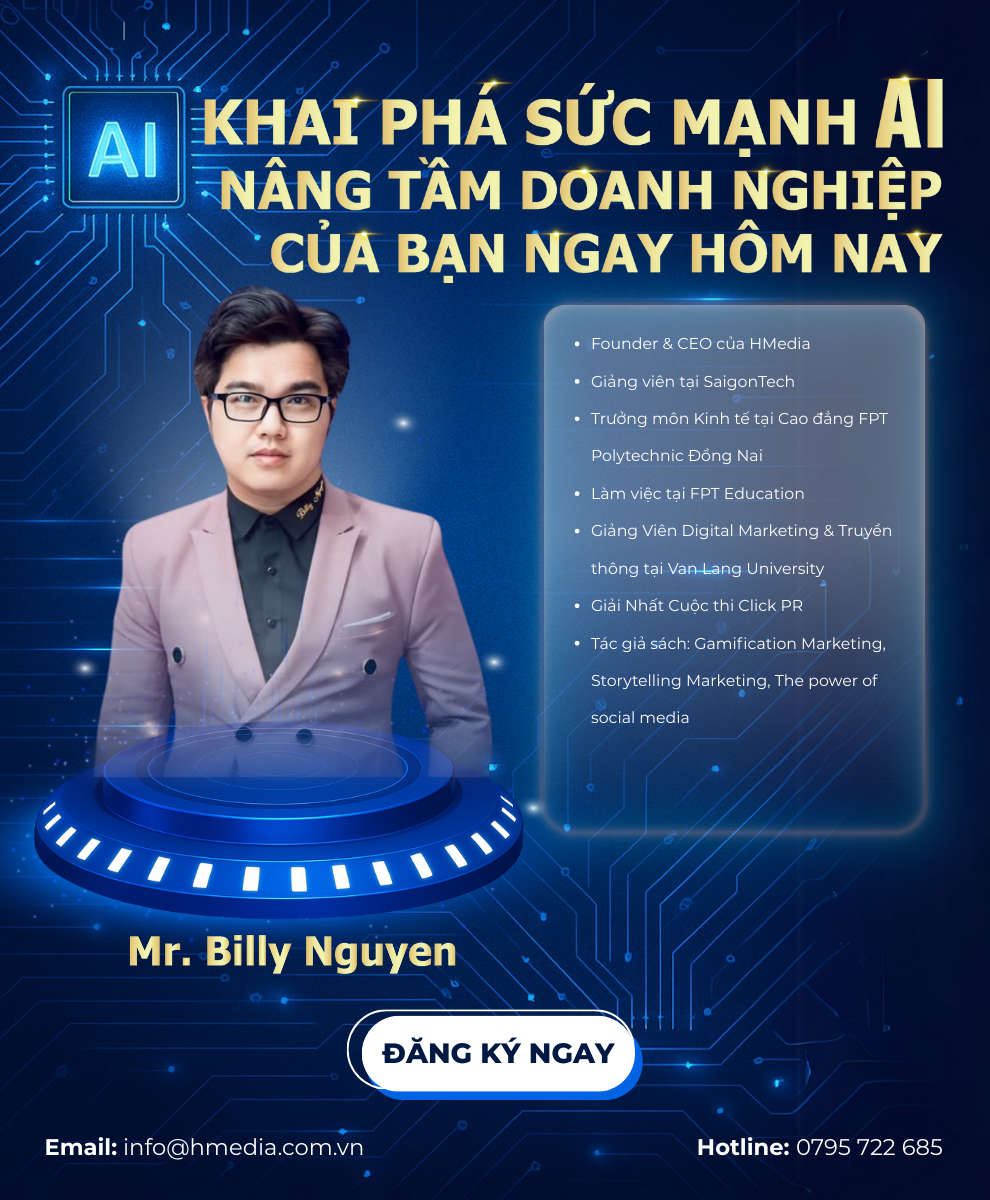 AI
KHAI PHÁ SỨC MẠNH AI
NÂNG TẦM DOANH NGHIỆP
CỦA BẠN NGAY HÔM NAY
• Founder & CEO của HMedia
• Giảng viên tại SaigonTech
• Trưởng môn Kinh tế tại Cao đẳng FPT
Polytechnic Đồng Nai
• Làm việc tại FPT Education
• Giảng Viên Digital Marketing & Truyền
thông tại Van Lang University
• Giải Nhất Cuộc thi Click PR
• Tác giả sách: Gamification Marketing,
Storytelling Marketing, The power of
social media
Billy
Mr. Billy Nguyen
ĐĂNG KÝ NGAY
Email: info@hmedia.com.vn
Hotline: 0795 722 685